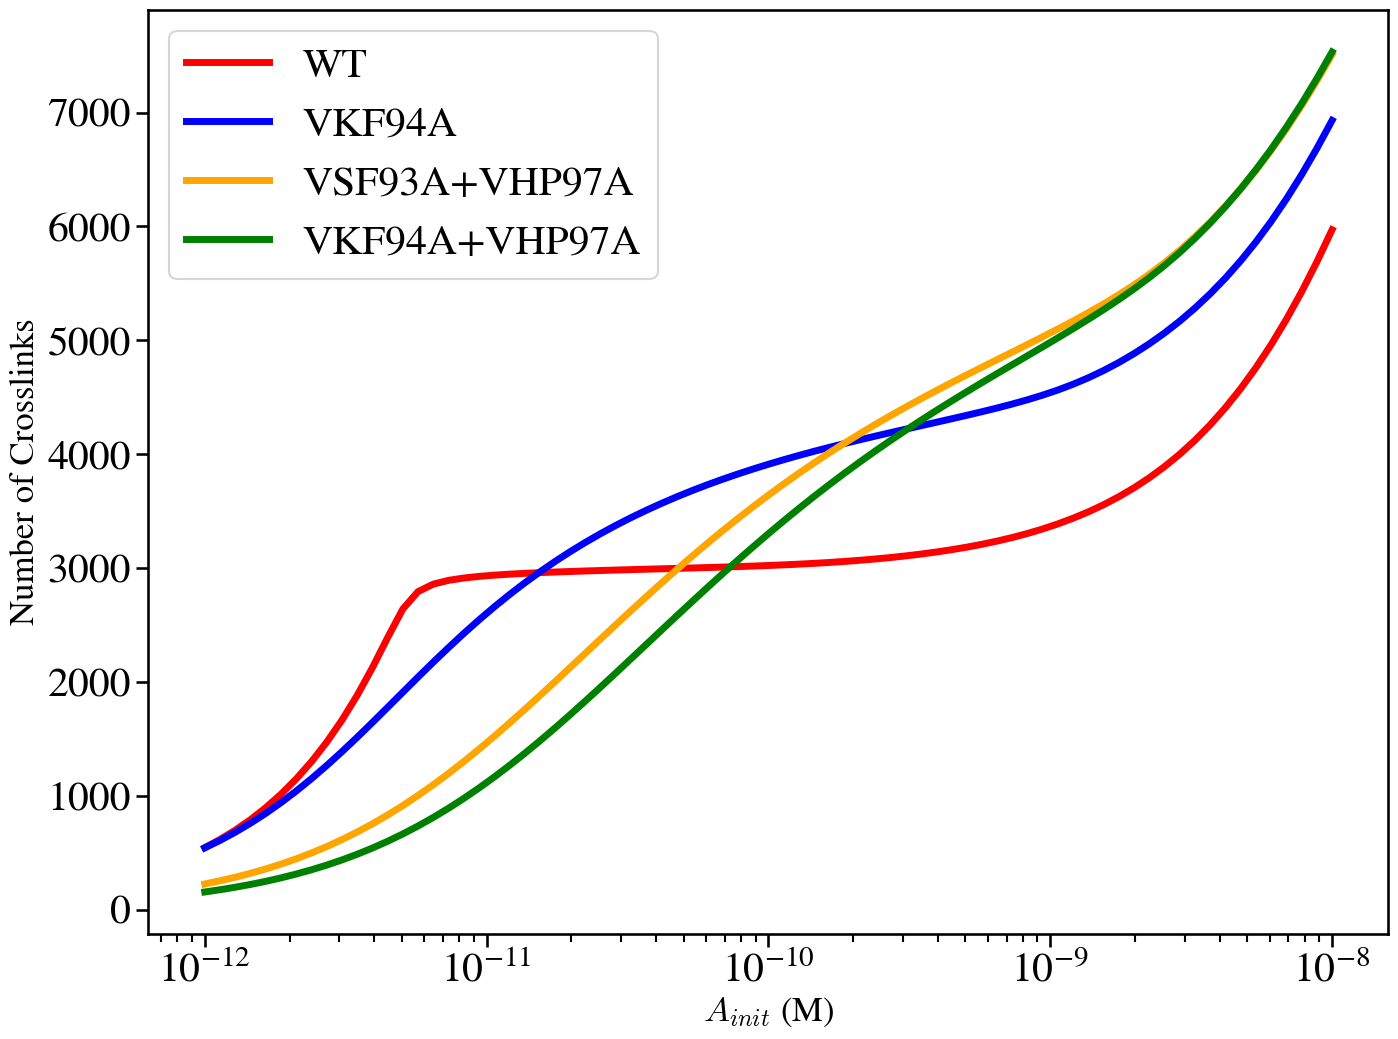 WT
VKF94A
VSF93A+VHP97A
VKF94A+VHP97A
Number of Crosslinks
7000
6000
5000
4000
3000
2000
1000
0
10⁻¹² 10⁻¹¹ 10⁻¹⁰ 10⁻⁹ 10⁻⁸
A_init (M)